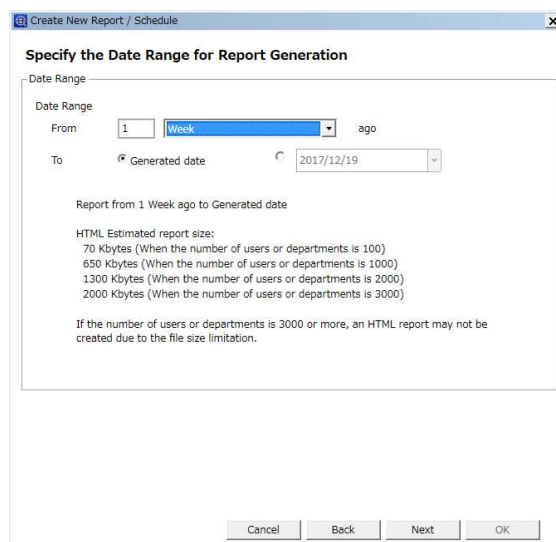 Create New Report / Schedule
Specify the Date Range for Report Generation
Date Range
Date Range
From 1 Week ago
To Generated date 2017/12/19
Report from 1 Week ago to Generated date
HTML Estimated report size:
70 Kbytes (When the number of users or departments is 100)
650 Kbytes (When the number of users or departments is 1000)
1300 Kbytes (When the number of users or departments is 2000)
2000 Kbytes (When the number of users or departments is 3000)
If the number of users or departments is 3000 or more, an HTML report may not be
created due to the file size limitation.
Cancel Back Next OK